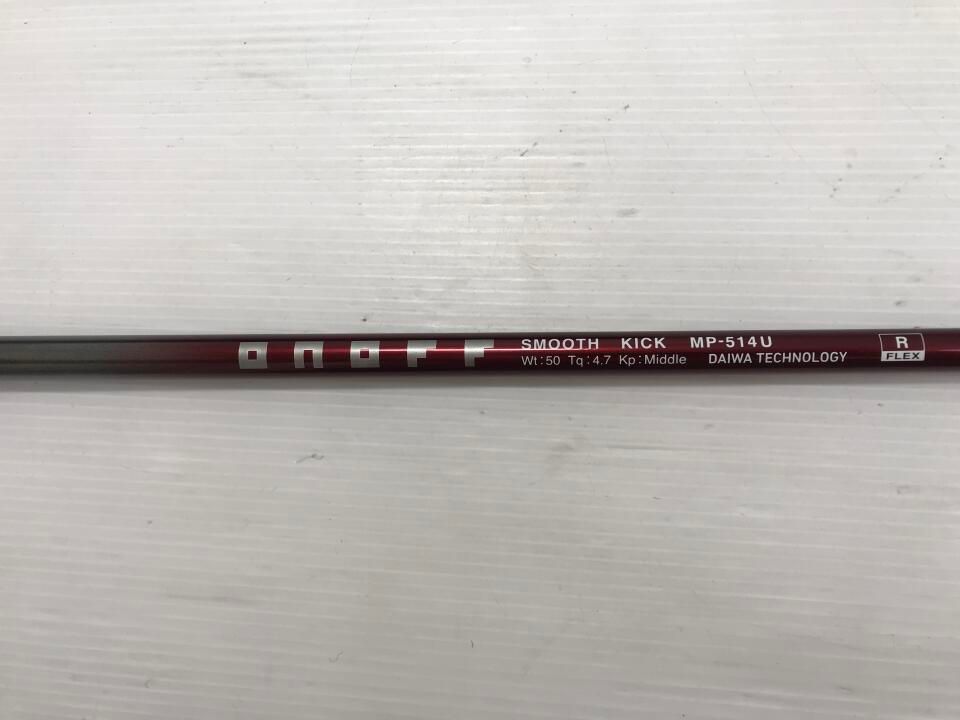 onoff
SMOOTH KICK MP-514U
Wt:50 Tq:4.7 Kp:Middle DAIWA TECHNOLOGY
R
FLEX